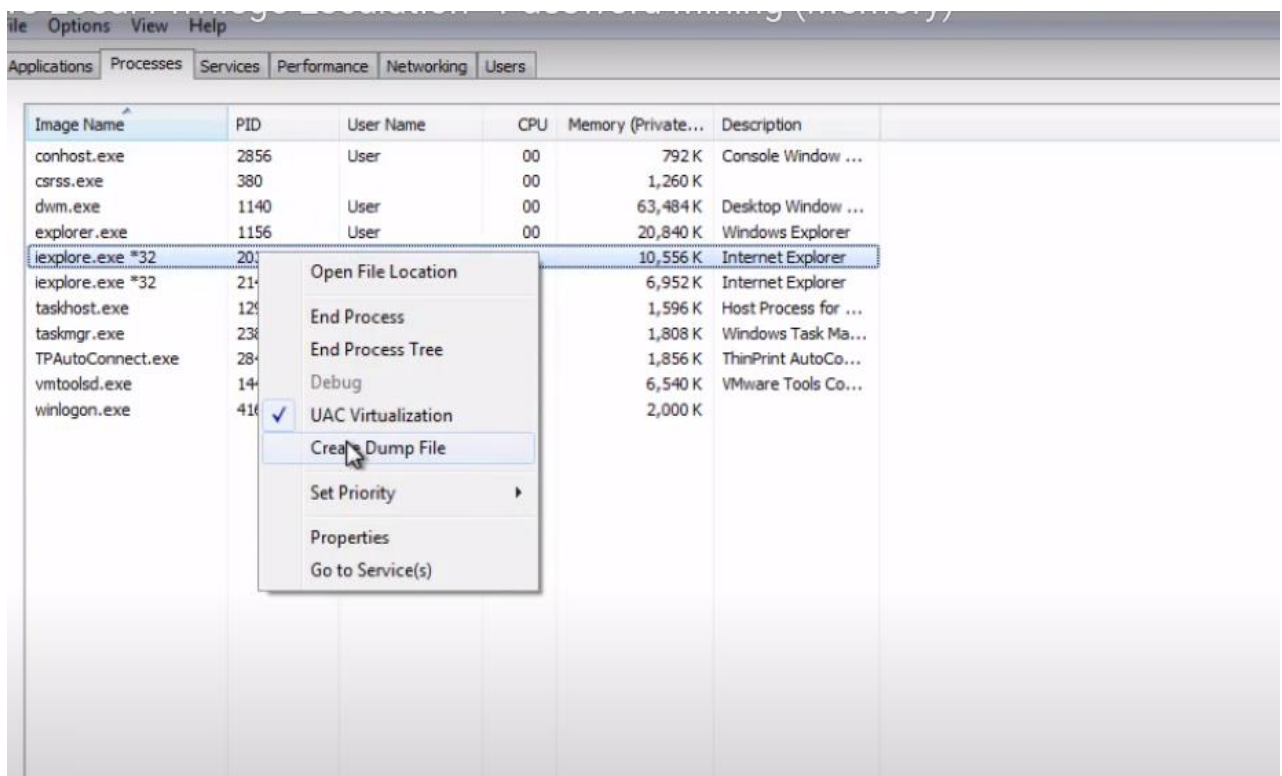 Options View Help
Applications Processes Services Performance Networking Users
Image Name PID User Name CPU Memory (Private... Description
conhost.exe 2856 User 00 792 K Console Window ...
csrss.exe 380 00 1,260 K
dwm.exe 1140 User 00 63,484 K Desktop Window ...
explorer.exe 1156 User 00 20,840 K Windows Explorer
iexplore.exe *32 10,556 K Internet Explorer
iexplore.exe *32 6,952 K Internet Explorer
taskhost.exe 1,596 K Host Process for ...
taskmgr.exe 1,808 K Windows Task Ma...
TPAutoConnect.exe 1,856 K ThinPrint AutoCo...
vmtoolsd.exe 6,540 K VMware Tools Co...
winlogon.exe 2,000 K
Open File Location
End Process
End Process Tree
Debug
UAC Virtualization
Create Dump File
Set Priority
Properties
Go to Service(s)